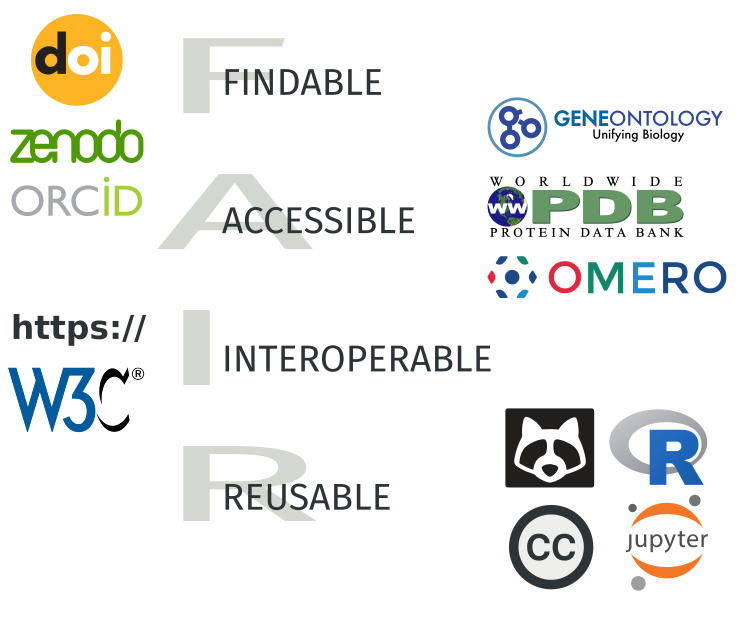 doi
F
FINDABLE
zenodo
ORCiD
GENEONTOLOGY
Unifying Biology
A
ACCESSIBLE
WORLDWIDE
ww
PDB
PROTEIN DATA BANK
OMERO
https://
W3C®
I
INTEROPERABLE
R
REUSABLE
R
CC
jupyter